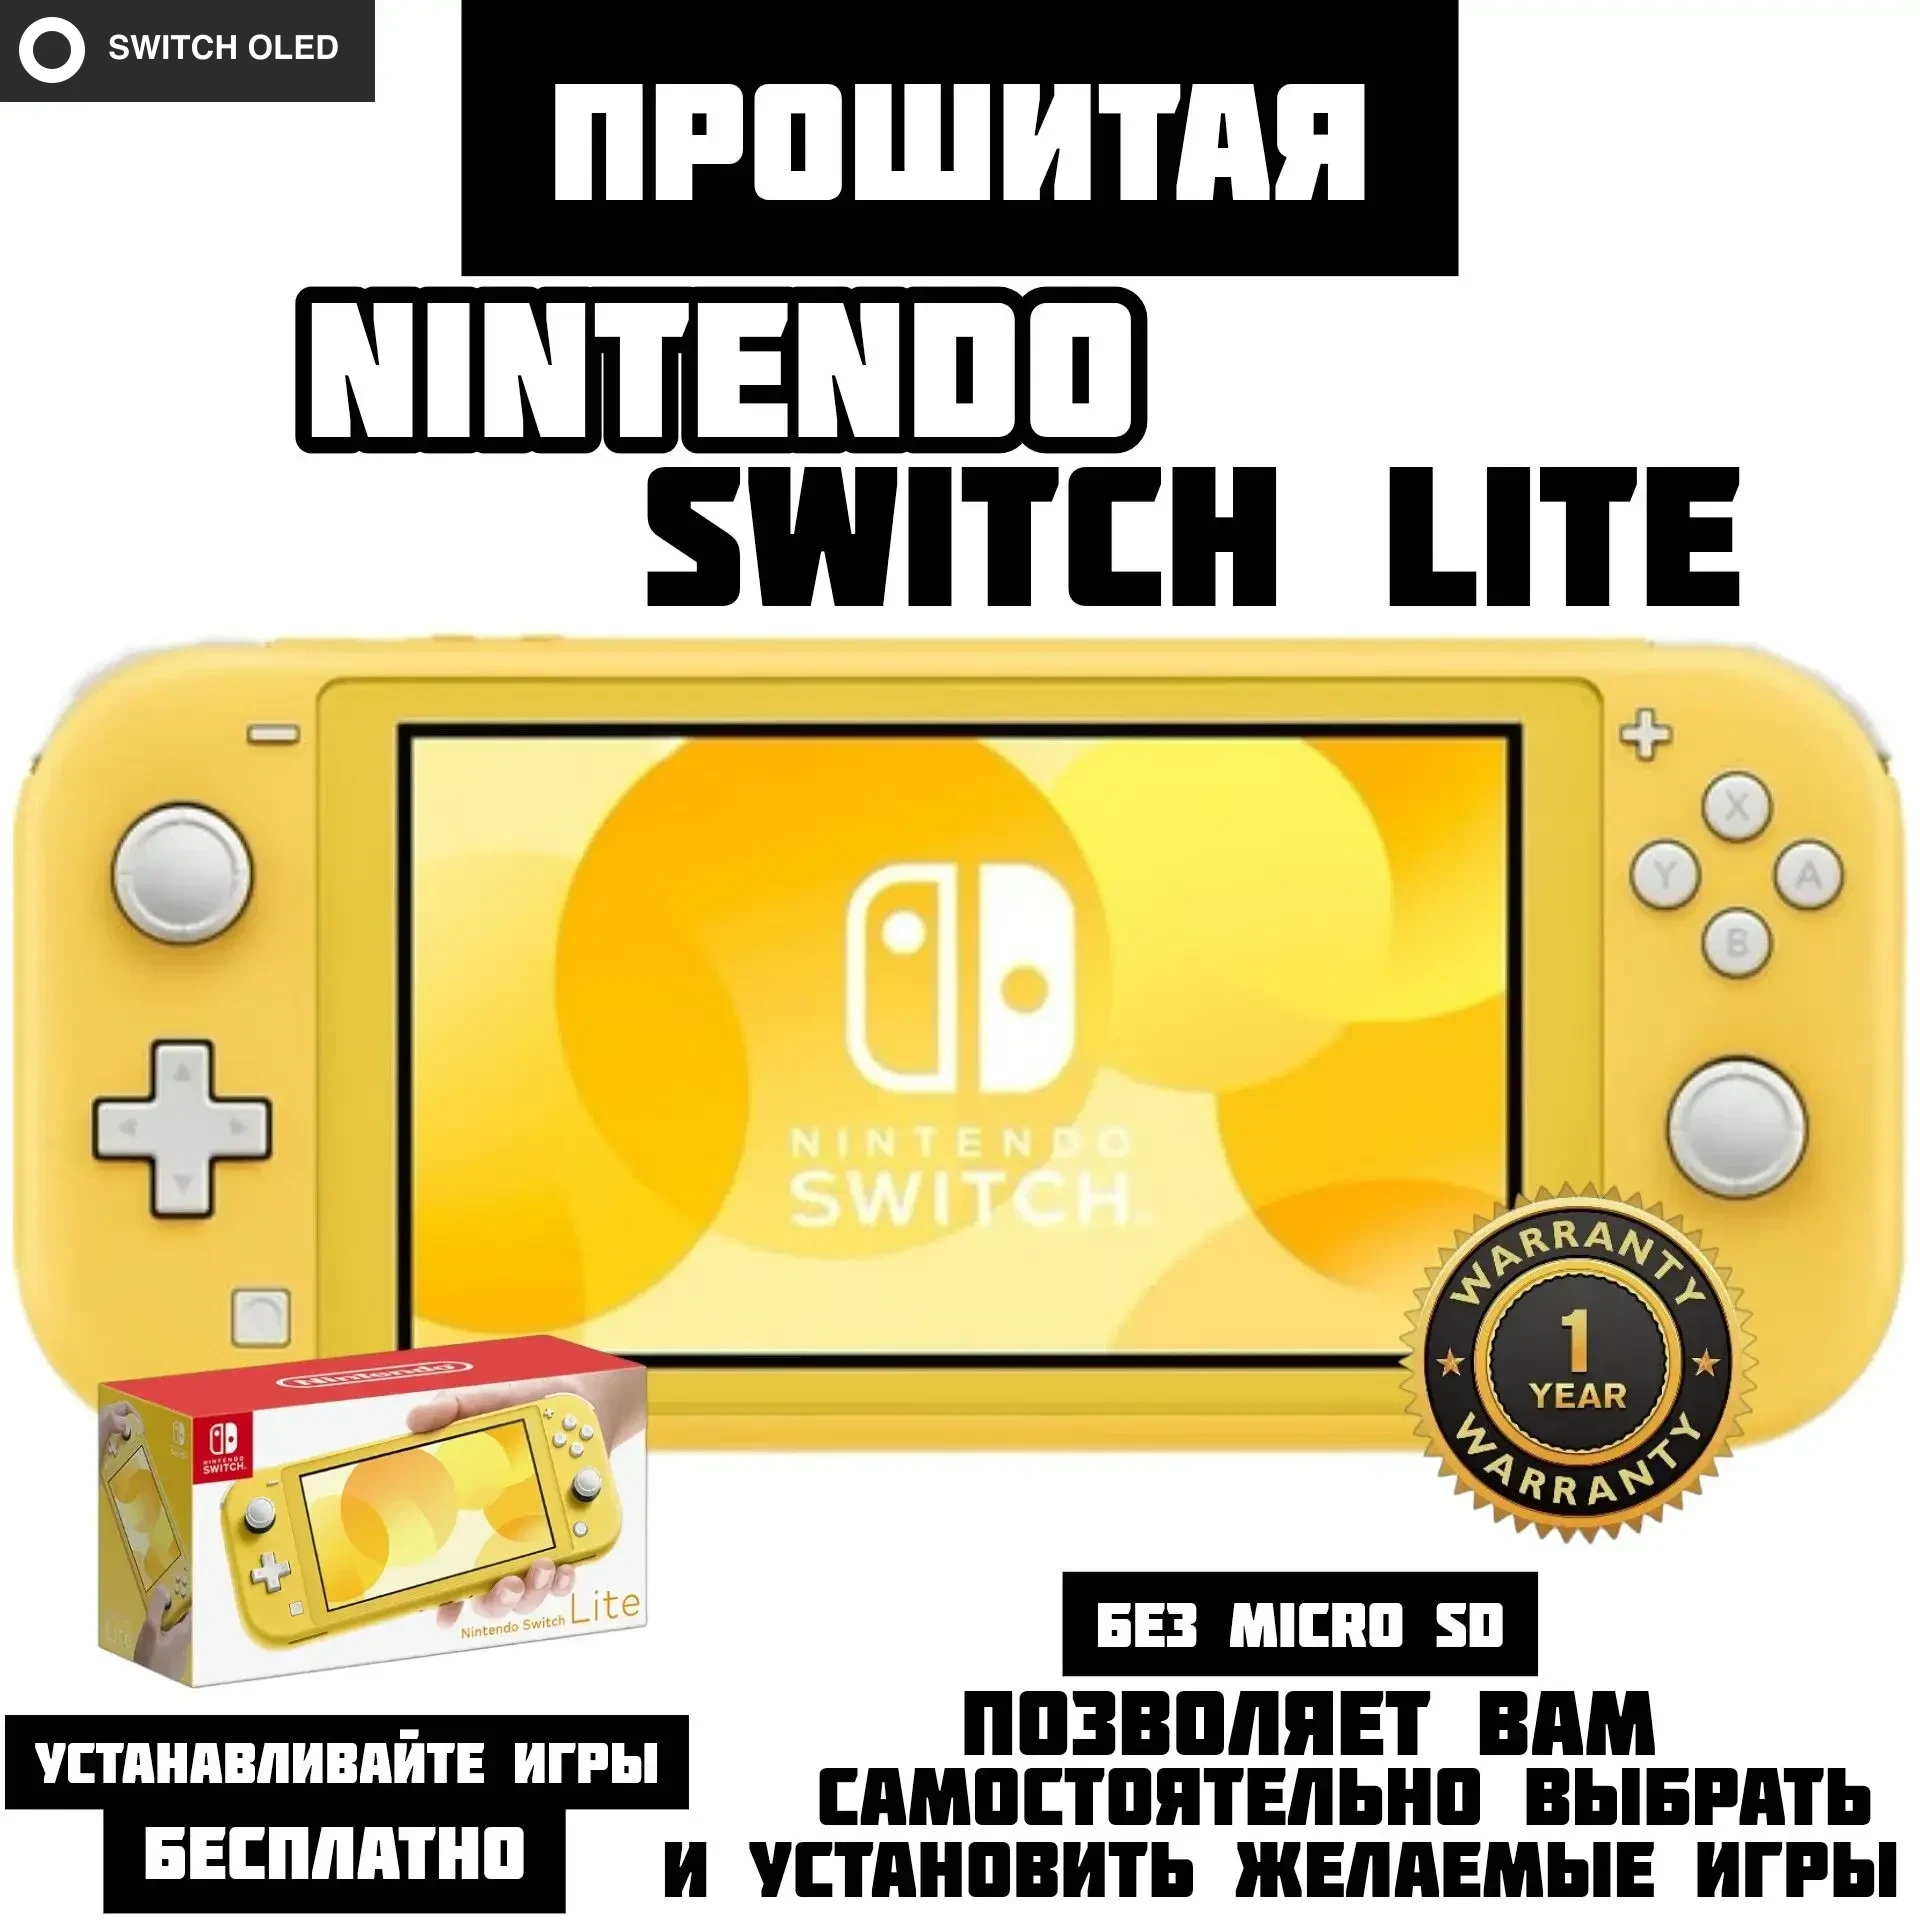 SWITCH OLED
ПРОШИТАЯ
NINTENDO
SWITCH LITE
X
Y
A
B
NINTENDO
SWITCH
WARRANTY
1
YEAR
WARRANTY
Nintendo
NINTENDO
SWITCH
Nintendo Switch Lite
Lite
БЕЗ MICRO SD
ПОЗВОЛЯЕТ ВАМ
САМОСТОЯТЕЛЬНО ВЫБРАТЬ
И УСТАНОВИТЬ ЖЕЛАЕМЫЕ ИГРЫ
УСТАНАВЛИВАЙТЕ ИГРЫ
БЕСПЛАТНО